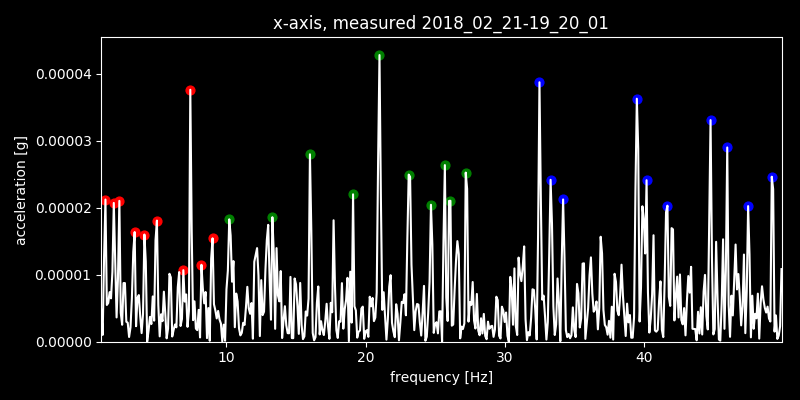 x-axis, measured 2018_02_21-19_20_01
acceleration [g]
0.00004
0.00003
0.00002
0.00001
0.00000
10 20 30 40
frequency [Hz]